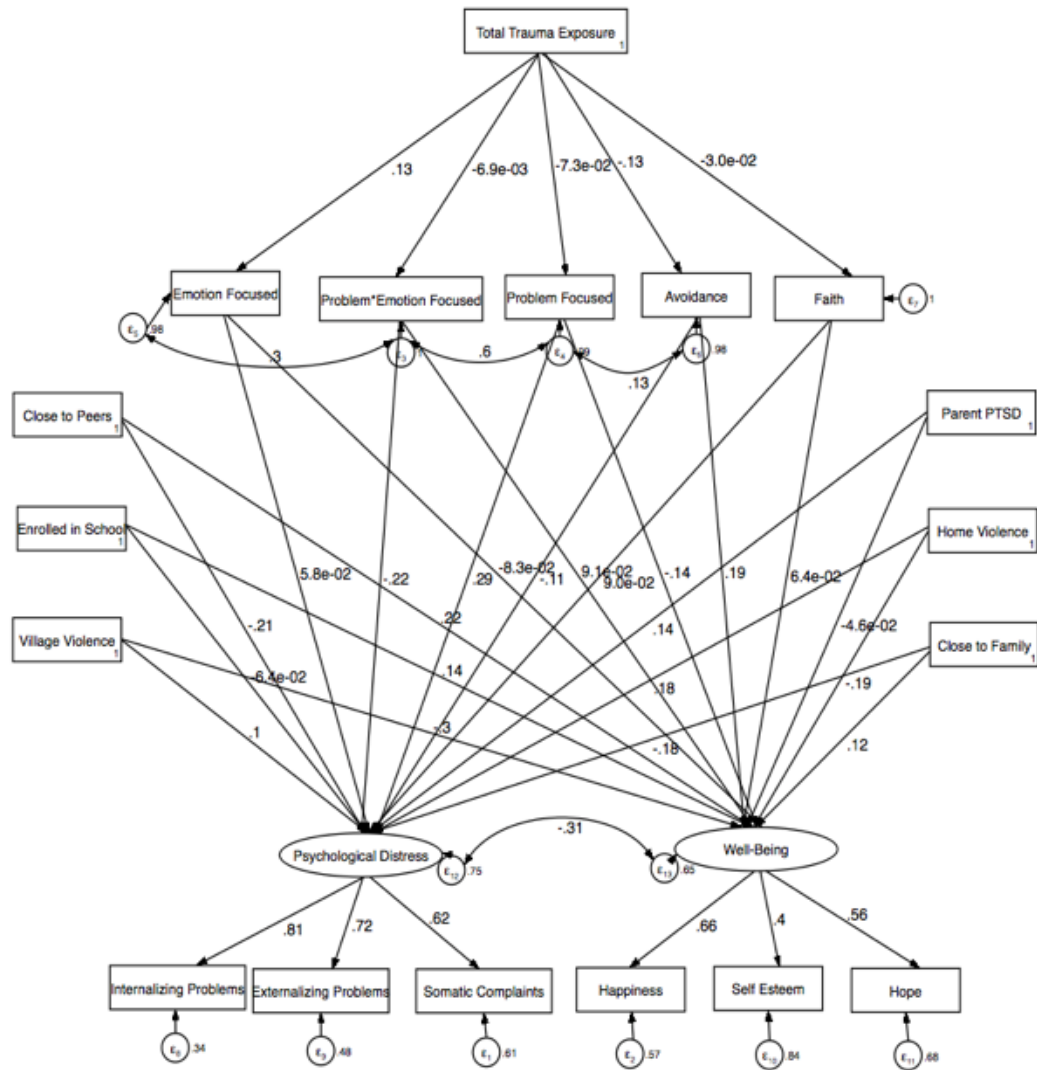 Total Trauma Exposure
1
.13
-6.9e-03
-7.3e-02
-.13
-3.0e-02
Emotion Focused
Problem*Emotion Focused
Problem Focused
Avoidance
Faith
ε7 1
ε5 .98
.3
ε3 1
.6
ε4 .99
.13
.98
Close to Peers
1
Parent PTSD
1
Enrolled in School
1
Home Violence
1
5.8e-02
-.22
.29
-8.3e-02
-.11
9.1e-02
9.0e-02
-.14
.19
6.4e-02
Village Violence
1
-.21
.22
.14
-4.6e-02
Close to Family
1
-6.4e-02
.14
.18
-.19
.1
-.3
-.18
.12
-.31
Psychological Distress
ε12 .75
ε13 .65
Well-Being
.81
.72
.62
.66
.4
.56
Internalizing Problems
Externalizing Problems
Somatic Complaints
Happiness
Self Esteem
Hope
.34
ε9 .48
ε1 .61
ε2 .57
ε10 .84
ε11 .68